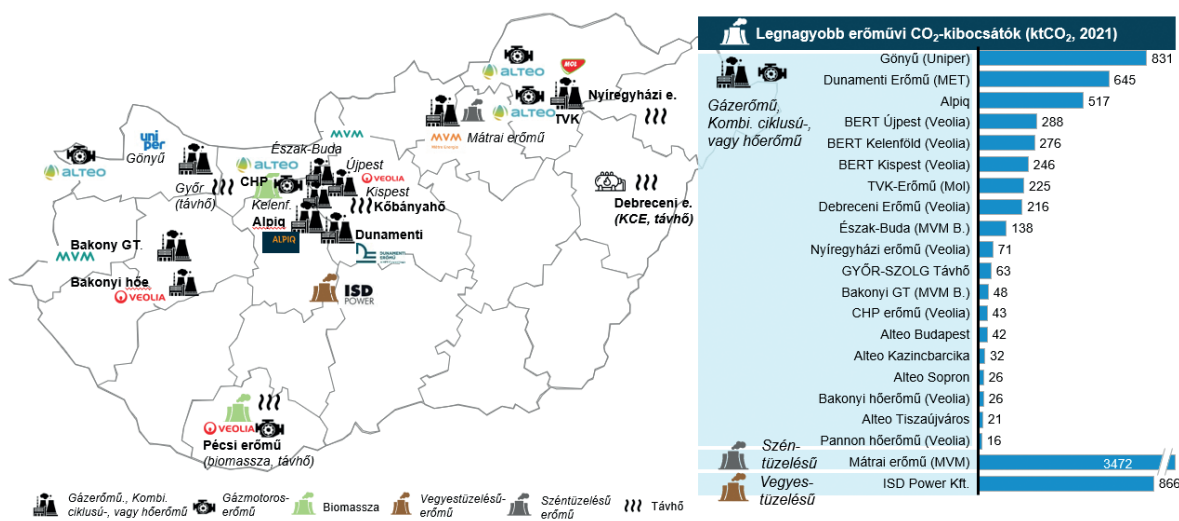 ALTEO
MOL
Nyíregyházi e.
ALTEO
TVK
MVM
Mátrai erőmű
MVM
uni
per
Gönyű
ALTEO
Győr
(távhő)
ALTEO
CHP
Kelenf.
Észak-Buda
Újpest
VEOLIA
Kispest
Kőbányahő
Alpiq
ALPIQ
Dunamenti
DUNAMENTI
ERŐMŰ
Debreceni e.
(KCE, távhő)
Bakony GT.
MVM
Bakonyi hőe
VEOLIA
ISD
POWER
VEOLIA
Pécsi erőmű
(biomassza, távhő)
Gázerőmű., Kombi.
ciklusú-, vagy hőerőmű
Gázmotoros-
erőmű
Biomassza
Vegyestüzelésű-
erőmű
Széntüzelésű
erőmű
Távhő
Legnagyobb erőművi CO₂-kibocsátók (ktCO₂, 2021)
Gázerőmű,
Kombi. ciklusú-,
vagy hőerőmű
Gönyű (Uniper) 831
Dunamenti Erőmű (MET) 645
Alpiq 517
BERT Újpest (Veolia) 288
BERT Kelenföld (Veolia) 276
BERT Kispest (Veolia) 246
TVK-Erőmű (Mol) 225
Debreceni Erőmű (Veolia) 216
Észak-Buda (MVM B.) 138
Nyíregyházi erőmű (Veolia) 71
GYŐR-SZOLG Távhő 63
Bakonyi GT (MVM B.) 48
CHP erőmű (Veolia) 43
Alteo Budapest 42
Alteo Kazincbarcika 32
Alteo Sopron 26
Bakonyi hőerőmű (Veolia) 26
Alteo Tiszaújváros 21
Pannon hőerőmű (Veolia) 16
Szén-
tüzelésű
Mátrai erőmű (MVM) 3472
Vegyes-
tüzelésű
ISD Power Kft. 866